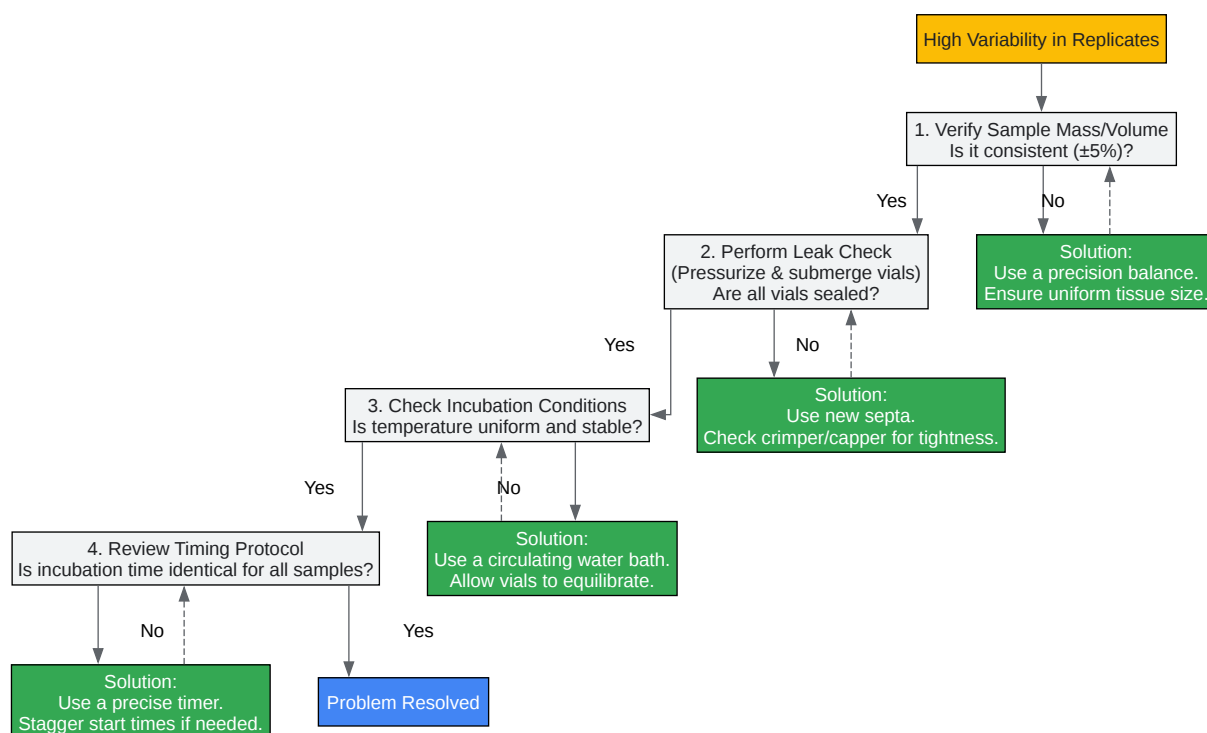 High Variability in Replicates
1. Verify Sample Mass/Volume
Is it consistent (±5%)?
Yes
No
2. Perform Leak Check
(Pressurize & submerge vials)
Are all vials sealed?
Solution:
Use a precision balance.
Ensure uniform tissue size.
Yes
No
3. Check Incubation Conditions
Is temperature uniform and stable?
Solution:
Use new septa.
Check crimper/capper for tightness.
Yes
No
4. Review Timing Protocol
Is incubation time identical for all samples?
Solution:
Use a circulating water bath.
Allow vials to equilibrate.
No
Yes
Solution:
Use a precise timer.
Stagger start times if needed.
Problem Resolved